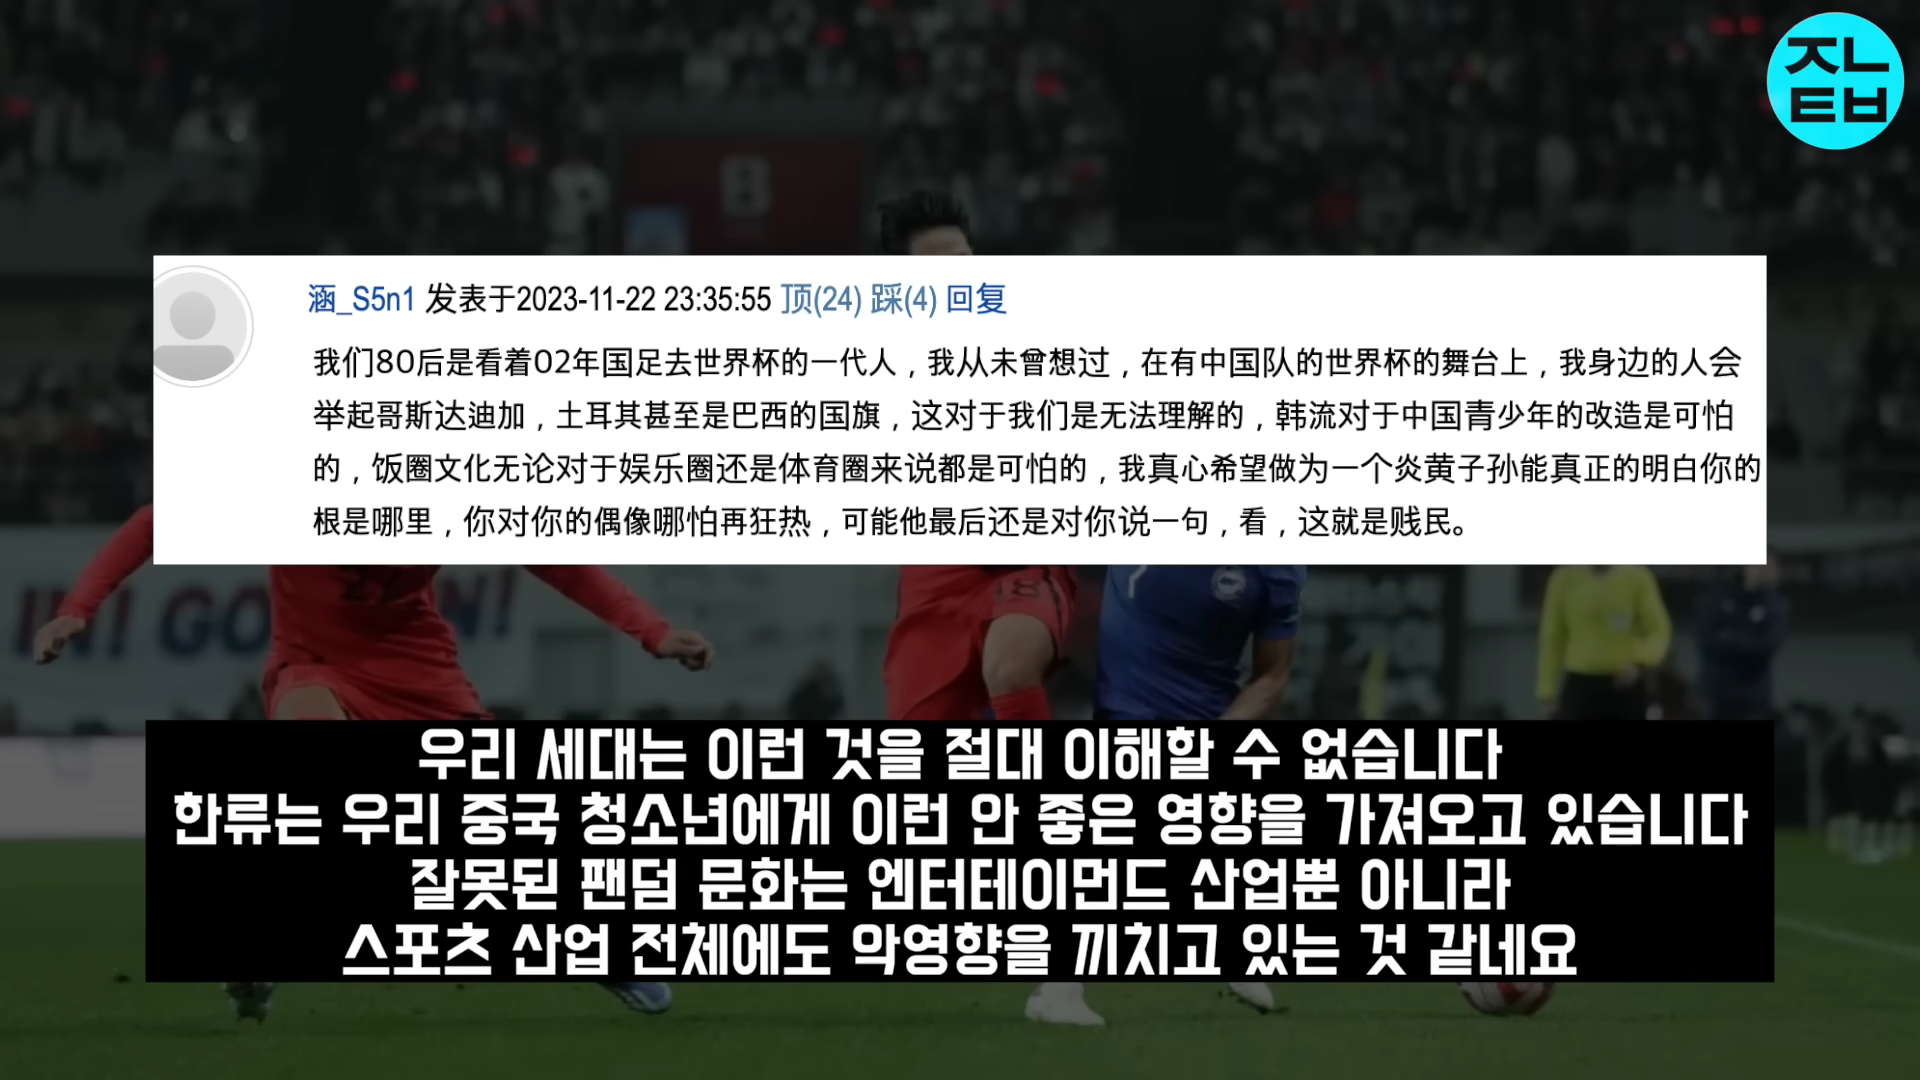 잡툽
涵_S5n1 发表于2023-11-22 23:35:55 顶(24) 踩(4) 回复
我们80后是看着02年国足去世界杯的一代人，我从未曾想过，在有中国队的世界杯的舞台上，我身边的人会
举起哥斯达迪加，土耳其甚至是巴西的国旗，这对于我们是无法理解的，韩流对于中国青少年的改造是可怕
的，饭圈文化无论对于娱乐圈还是体育圈来说都是可怕的，我真心希望做为一个炎黄子孙能真正的明白你的
根是哪里，你对你的偶像哪怕再狂热，可能他最后还是对你说一句，看，这就是贱民。
IN! GO N!
18
7
B
우리 세대는 이런 것을 절대 이해할 수 없습니다
한류는 우리 중국 청소년에게 이런 안 좋은 영향을 가져오고 있습니다
잘못된 팬덤 문화는 엔터테이먼드 산업뿐 아니라
스포츠 산업 전체에도 악영향을 끼치고 있는 것 같네요